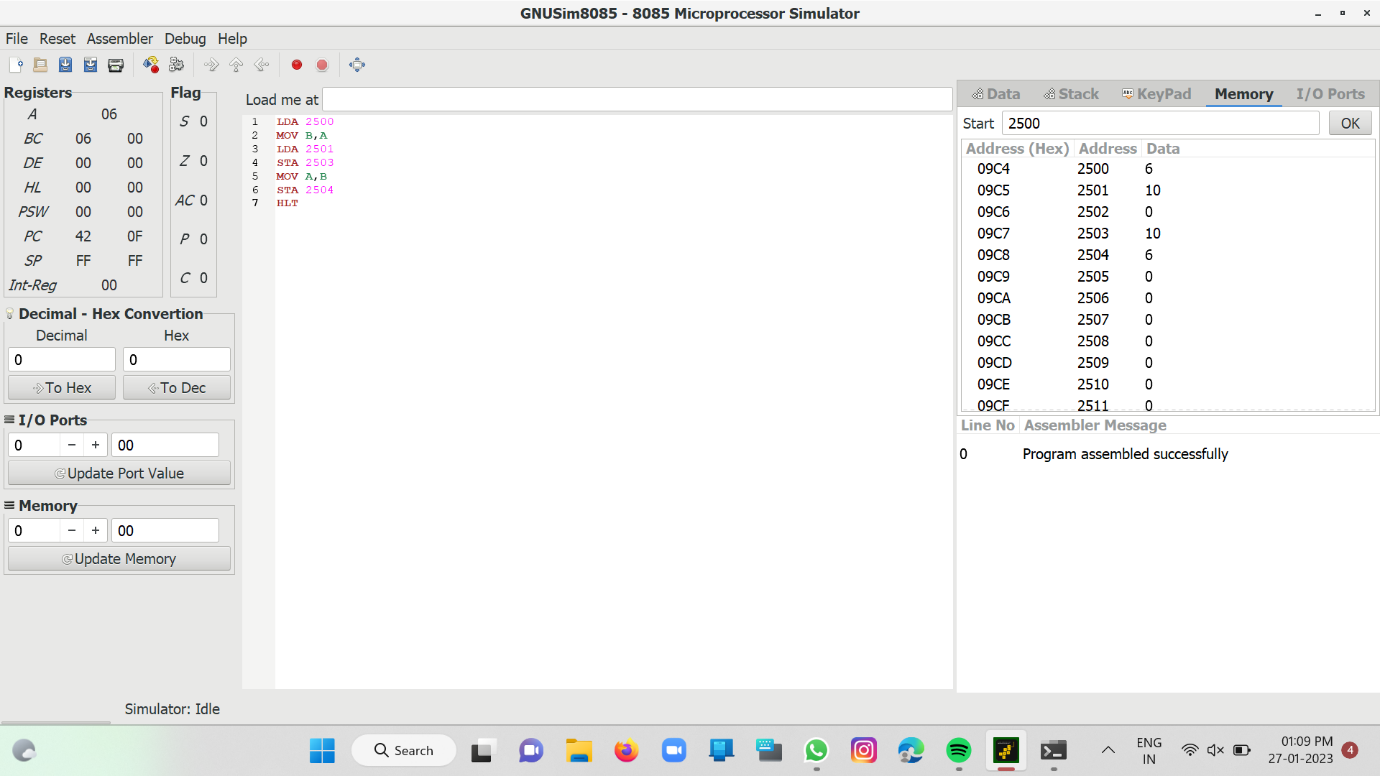 GNUSim8085 - 8085 Microprocessor Simulator
File Reset Assembler Debug Help
Registers
A 06
BC 06 00
DE 00 00
HL 00 00
PSW 00 00
PC 42 0F
SP FF FF
Int-Reg 00
Flag
S 0
Z 0
AC 0
P 0
C 0
Decimal - Hex Convertion
Decimal Hex
0 0
To Hex To Dec
I/O Ports
0 - + 00
Update Port Value
Memory
0 - + 00
Update Memory
Load me at
1 LDA 2500
2 MOV B,A
3 LDA 2501
4 STA 2503
5 MOV A,B
6 STA 2504
7 HLT
Data Stack KeyPad Memory I/O Ports
Start 2500 OK
Address (Hex) Address Data
09C4 2500 6
09C5 2501 10
09C6 2502 0
09C7 2503 10
09C8 2504 6
09C9 2505 0
09CA 2506 0
09CB 2507 0
09CC 2508 0
09CD 2509 0
09CE 2510 0
09CF 2511 0
Line No Assembler Message
0 Program assembled successfully
Simulator: Idle
Search
ENG
IN
01:09 PM
27-01-2023
4